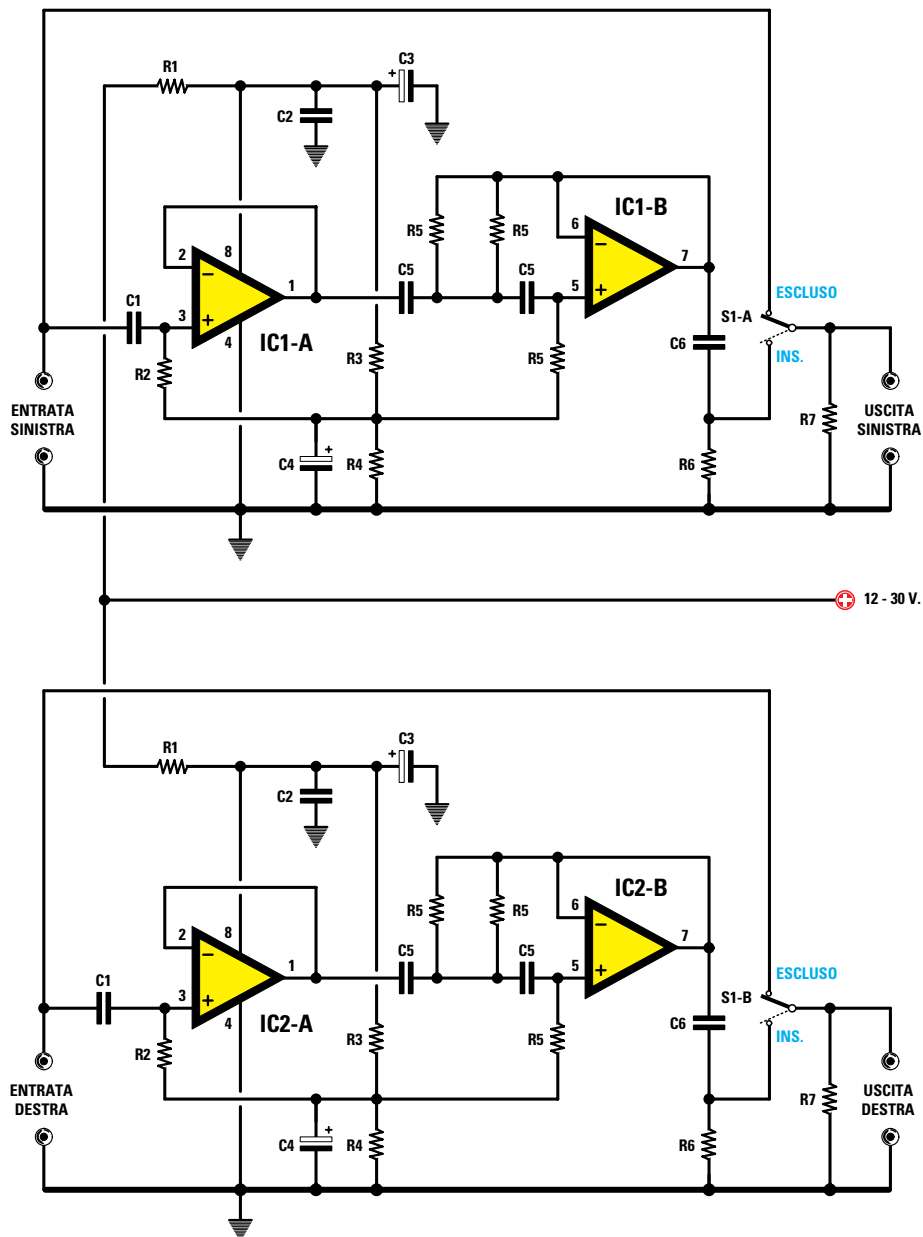 C3
+
R1
C2
IC1-B
R5
R5
6
−
7
2
8
−
C5
C5
1
5
+
ESCLUSO
C1
S1-A
3
+
4
IC1-A
C6
INS.
R2
R3
R5
ENTRATA
SINISTRA
R7
USCITA
SINISTRA
+
C4
R4
R6
+
12 - 30 V.
C3
+
R1
C2
IC2-B
R5
R5
6
−
7
2
8
−
C5
C5
1
5
+
ESCLUSO
C1
S1-B
3
+
4
IC2-A
C6
INS.
R2
R3
R5
ENTRATA
DESTRA
R7
USCITA
DESTRA
+
C4
R4
R6